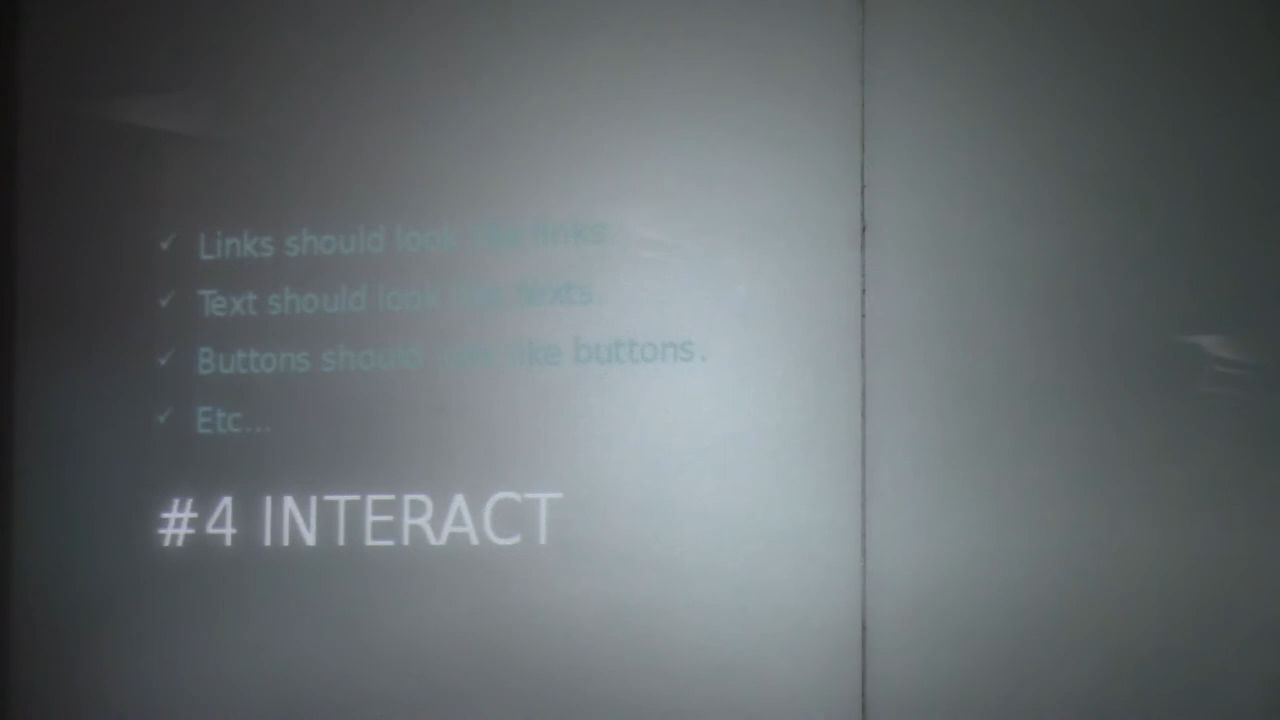 ✓ Links should look like links.
✓ Text should look like texts
✓ Buttons should look like buttons.
✓ Etc...
#4 INTERACT